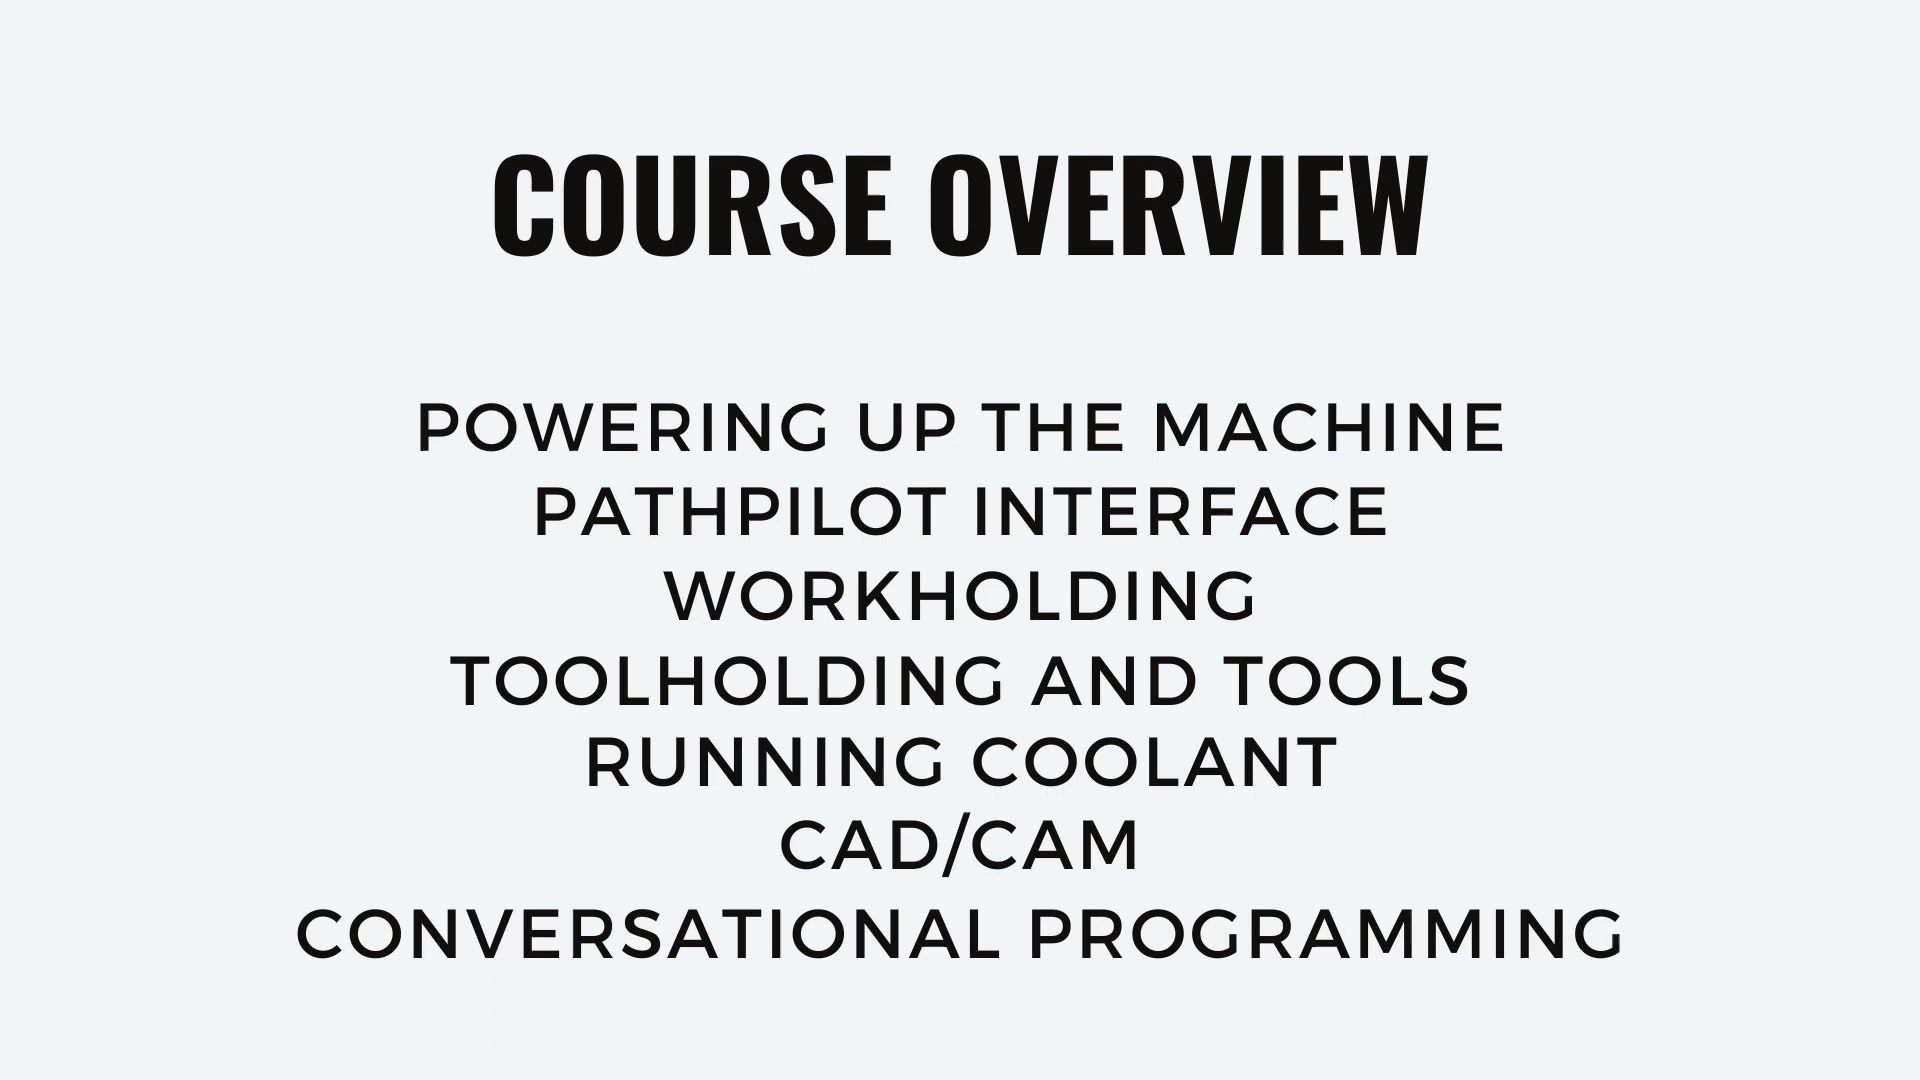 COURSE OVERVIEW
POWERING UP THE MACHINE
PATHPILOT INTERFACE
WORKHOLDING
TOOLHOLDING AND TOOLS
RUNNING COOLANT
CAD/CAM
CONVERSATIONAL PROGRAMMING